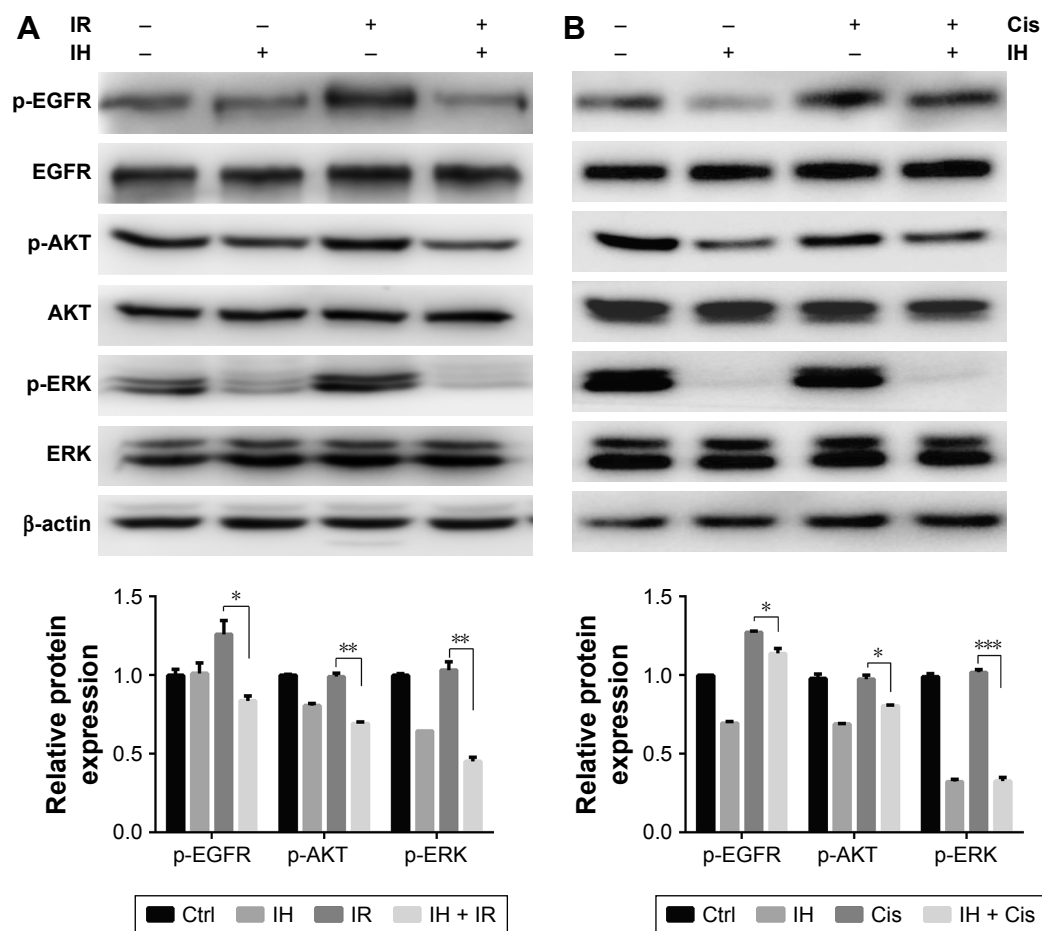 A
IR – – + +
IH – + – +
p-EGFR
EGFR
p-AKT
AKT
p-ERK
ERK
β-actin
Relative protein
expression
1.5
1.0
0.5
0.0
* ** **
p-EGFR p-AKT p-ERK
Ctrl IH IR IH + IR
B
– – + + Cis
– + – + IH
Relative protein
expression
1.5
1.0
0.5
0.0
* * ***
p-EGFR p-AKT p-ERK
Ctrl IH Cis IH + Cis